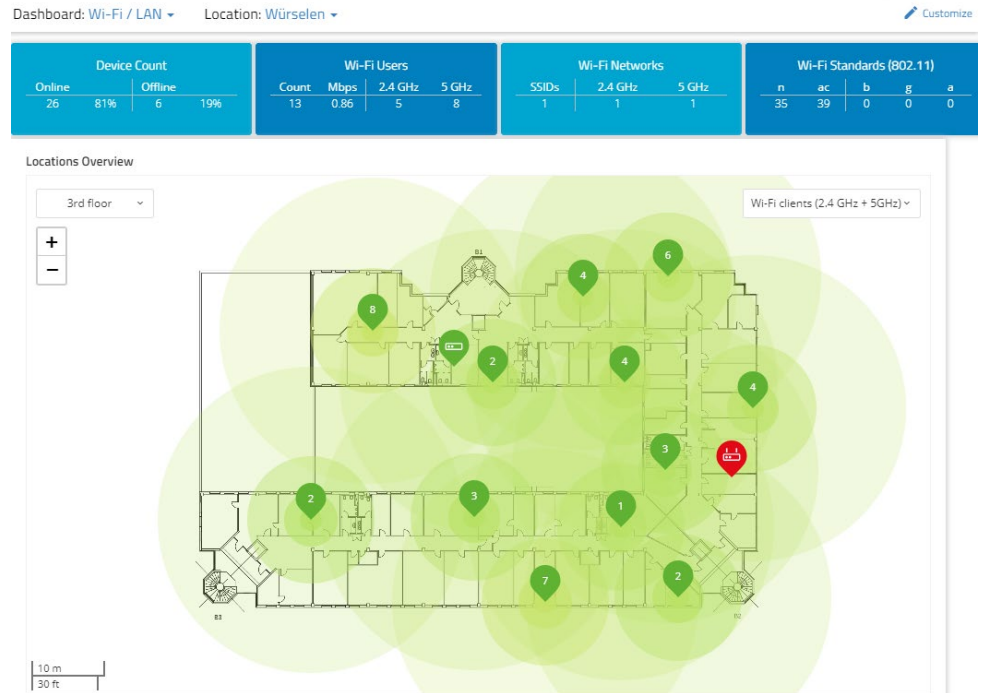 Dashboard: Wi-Fi / LAN Location: Würselen Customize
Device Count
Online Offline
26 81% 6 19%
Wi-Fi Users
Count Mbps 2.4 GHz 5 GHz
13 0.86 5 8
Wi-Fi Networks
SSIDs 2.4 GHz 5 GHz
1 1 1
Wi-Fi Standards (802.11)
n ac b g a
35 39 0 0 0
Locations Overview
3rd floor
Wi-Fi clients (2.4 GHz + 5GHz)
+
−
B1
6
4
8
2
4
4
3
2
3
1
7
2
B3
B2
10 m
30 ft